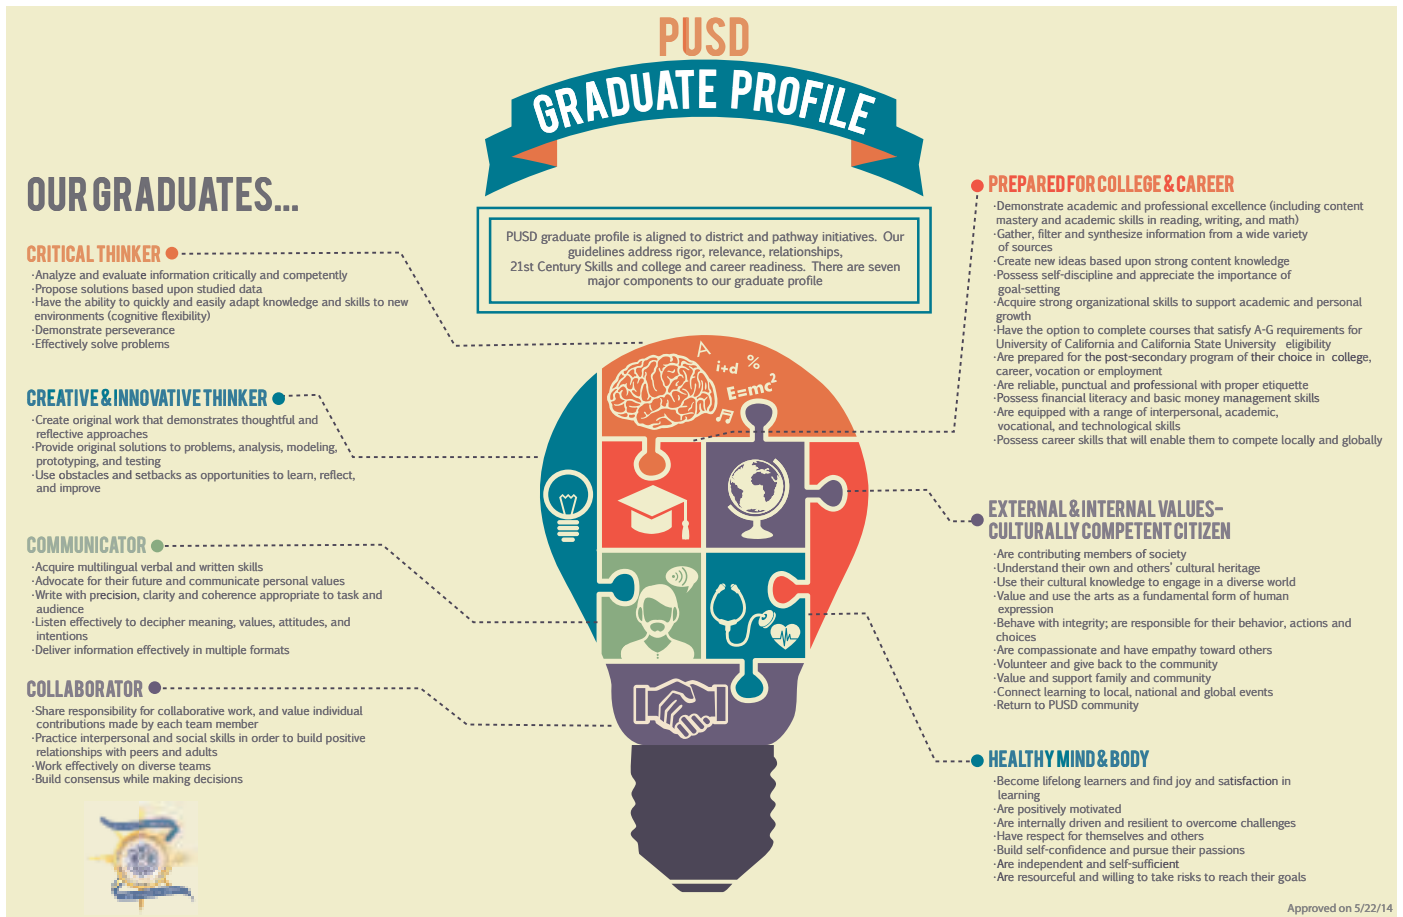 PUSD
GRADUATE PROFILE
PUSD graduate profile is aligned to district and pathway initiatives. Our
guidelines address rigor, relevance, relationships,
21st Century Skills and college and career readiness. There are seven
major components to our graduate profile
OUR GRADUATES...
CRITICAL THINKER
·Analyze and evaluate information critically and competently
·Propose solutions based upon studied data
·Have the ability to quickly and easily adapt knowledge and skills to new
environments (cognitive flexibility)
·Demonstrate perseverance
·Effectively solve problems
CREATIVE & INNOVATIVE THINKER
·Create original work that demonstrates thoughtful and
reflective approaches
·Provide original solutions to problems, analysis, modeling,
prototyping, and testing
·Use obstacles and setbacks as opportunities to learn, reflect,
and improve
COMMUNICATOR
·Acquire multilingual verbal and written skills
·Advocate for their future and communicate personal values
·Write with precision, clarity and coherence appropriate to task and
audience
·Listen effectively to decipher meaning, values, attitudes, and
intentions
·Deliver information effectively in multiple formats
COLLABORATOR
·Share responsibility for collaborative work, and value individual
contributions made by each team member
·Practice interpersonal and social skills in order to build positive
relationships with peers and adults
·Work effectively on diverse teams
·Build consensus while making decisions
A
i+d
%
E=mc²
PREPARED FOR COLLEGE & CAREER
·Demonstrate academic and professional excellence (including content
mastery and academic skills in reading, writing, and math)
·Gather, filter and synthesize information from a wide variety
of sources
·Create new ideas based upon strong content knowledge
·Possess self-discipline and appreciate the importance of
goal-setting
·Acquire strong organizational skills to support academic and personal
growth
·Have the option to complete courses that satisfy A-G requirements for
University of California and California State University eligibility
·Are prepared for the post-secondary program of their choice in college,
career, vocation or employment
·Are reliable, punctual and professional with proper etiquette
·Possess financial literacy and basic money management skills
·Are equipped with a range of interpersonal, academic,
vocational, and technological skills
·Possess career skills that will enable them to compete locally and globally
EXTERNAL & INTERNAL VALUES-
CULTURALLY COMPETENT CITIZEN
·Are contributing members of society
·Understand their own and others' cultural heritage
·Use their cultural knowledge to engage in a diverse world
·Value and use the arts as a fundamental form of human
expression
·Behave with integrity; are responsible for their behavior, actions and
choices
·Are compassionate and have empathy toward others
·Volunteer and give back to the community
·Value and support family and community
·Connect learning to local, national and global events
·Return to PUSD community
HEALTHY MIND & BODY
·Become lifelong learners and find joy and satisfaction in
learning
·Are positively motivated
·Are internally driven and resilient to overcome challenges
·Have respect for themselves and others
·Build self-confidence and pursue their passions
·Are independent and self-sufficient
·Are resourceful and willing to take risks to reach their goals
Approved on 5/22/14